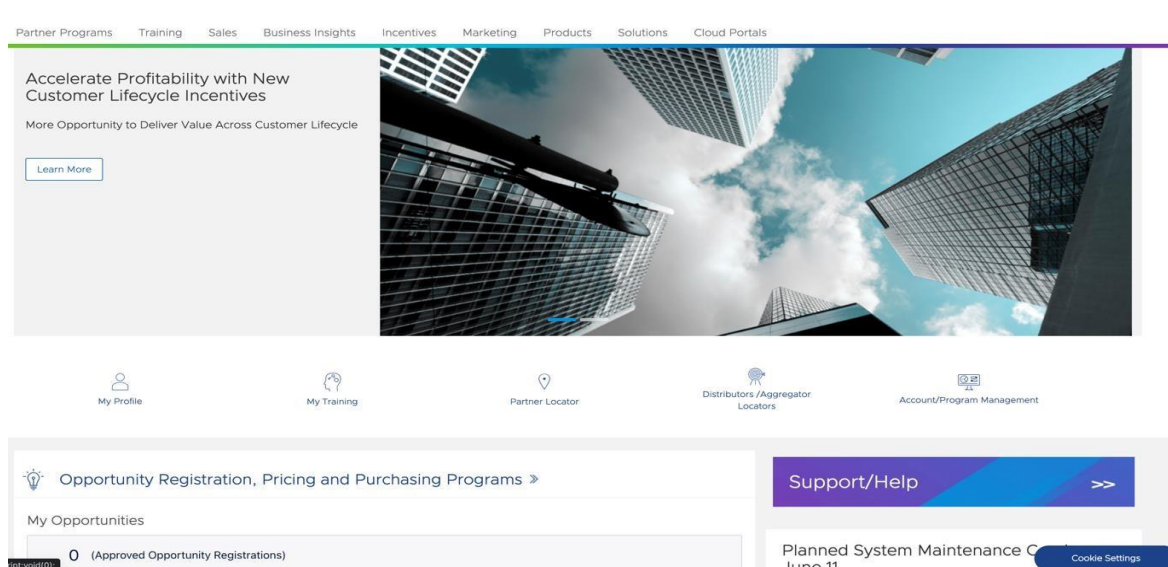 Partner Programs Training Sales Business Insights Incentives Marketing Products Solutions Cloud Portals
Accelerate Profitability with New
Customer Lifecycle Incentives
More Opportunity to Deliver Value Across Customer Lifecycle
Learn More
My Profile
My Training
Partner Locator
Distributors /Aggregator
Locators
Account/Program Management
Opportunity Registration, Pricing and Purchasing Programs »
Support/Help >>
My Opportunities
0 (Approved Opportunity Registrations)
Planned System Maintenance
June 11
Cookie Settings